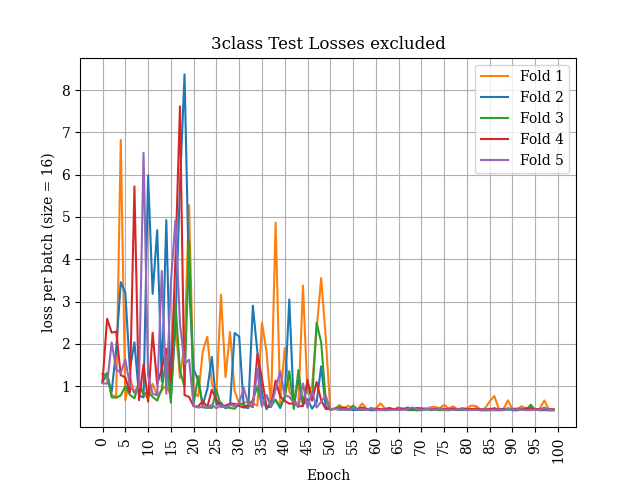 3class Test Losses excluded
loss per batch (size = 16)
8
7
6
5
4
3
2
1
Fold 1
Fold 2
Fold 3
Fold 4
Fold 5
0 5 10 15 20 25 30 35 40 45 50 55 60 65 70 75 80 85 90 95 100
Epoch